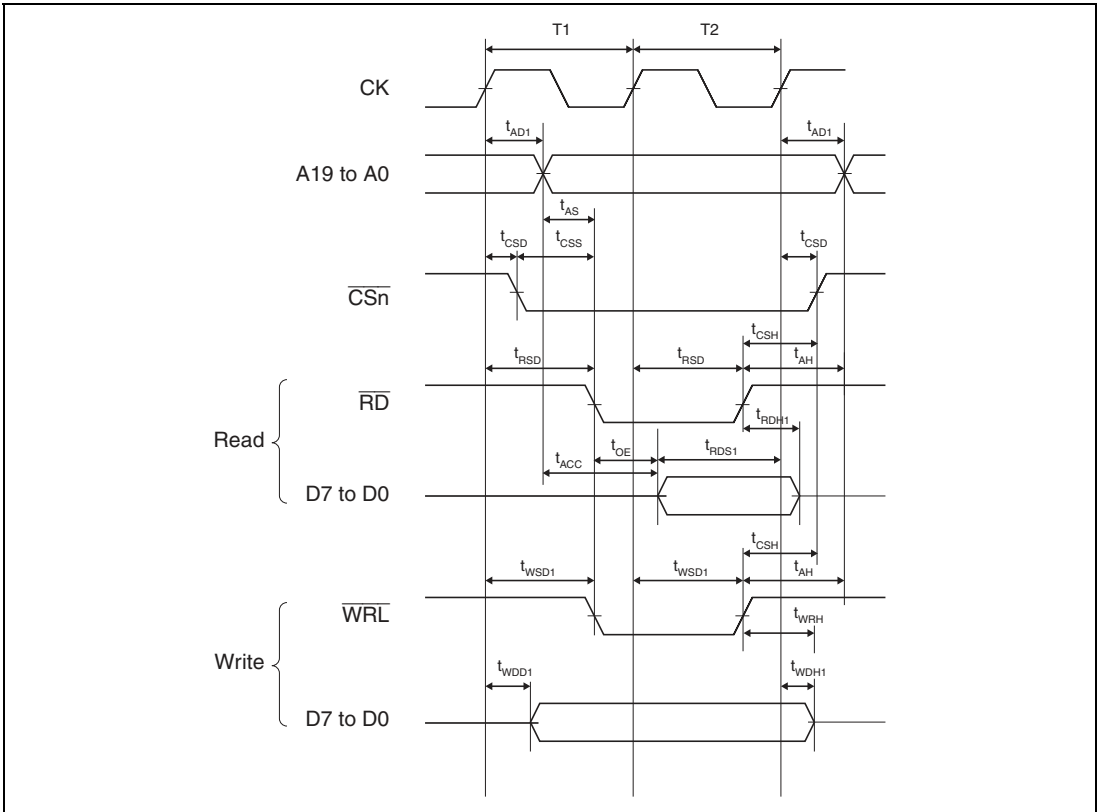 T1 T2
CK
tAD1 tAD1
A19 to A0
tAS
tCSD tCSS tCSD
CSn
tCSH
tRSD tRSD tAH
RD
tRDH1
Read
tOE tRDS1
tACC
D7 to D0
tCSH
tWSD1 tWSD1 tAH
WRL
tWRH
Write
tWDD1 tWDH1
D7 to D0